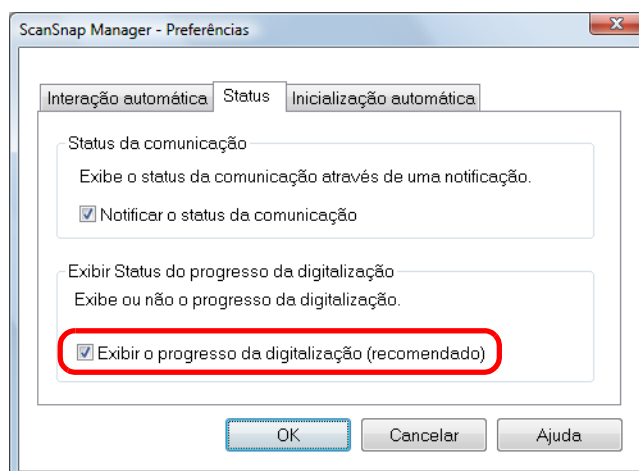 ScanSnap Manager - Preferências
Interação automática Status Inicialização automática
Status da comunicação
Exibe o status da comunicação através de uma notificação.
Notificar o status da comunicação
Exibir Status do progresso da digitalização
Exibe ou não o progresso da digitalização.
Exibir o progresso da digitalização (recomendado)
OK Cancelar Ajuda